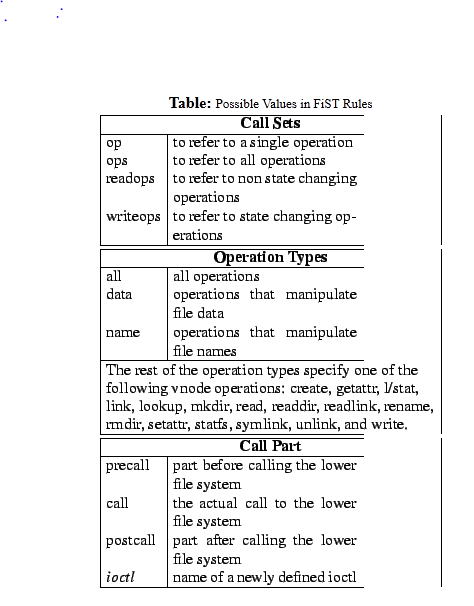 Table: Possible Values in FiST Rules
Call Sets
op to refer to a single operation
ops to refer to all operations
readops to refer to non state changing
operations
writeops to refer to state changing op-
erations
Operation Types
all all operations
data operations that manipulate
file data
name operations that manipulate
file names
The rest of the operation types specify one of the
following vnode operations: create, getattr, l/stat,
link, lookup, mkdir, read, readdir, readlink, rename,
rmdir, setattr, statfs, symlink, unlink, and write.
Call Part
precall part before calling the lower
file system
call the actual call to the lower
file system
postcall part after calling the lower
file system
ioctl name of a newly defined ioctl